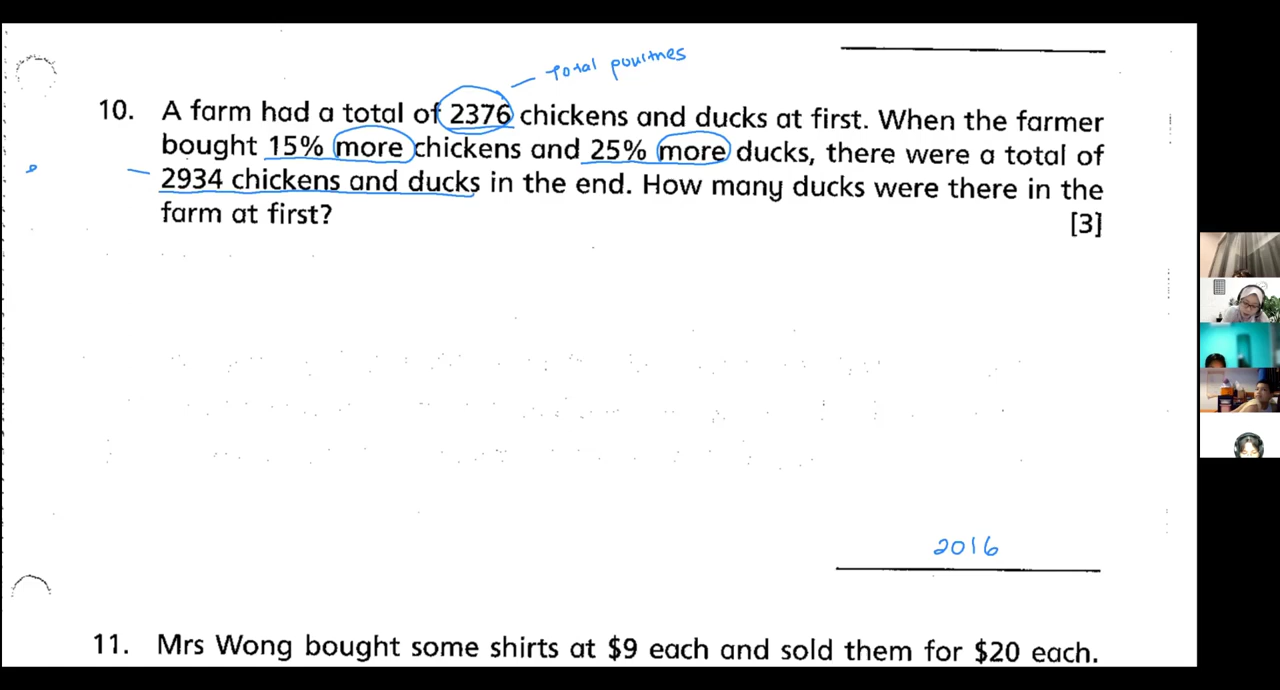 Total poultries
10. A farm had a total of 2376 chickens and ducks at first. When the farmer
bought 15% more chickens and 25% more ducks, there were a total of
2934 chickens and ducks in the end. How many ducks were there in the
farm at first? [3]
2016
11. Mrs Wong bought some shirts at $9 each and sold them for $20 each.